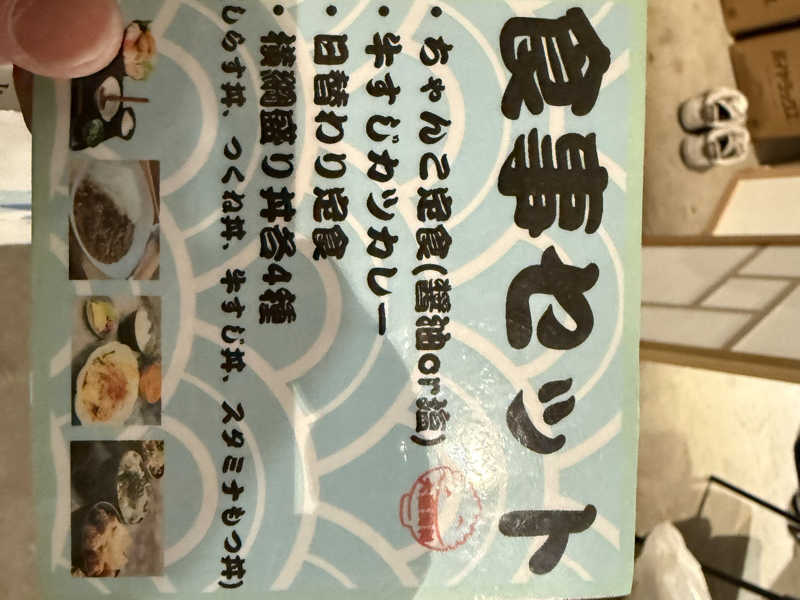 食事セット
・ちゃんこ定食(醤油or塩)
・牛すじカツカレー
・日替わり定食
・横綱盛り丼各4種
しらす丼、つくね丼、牛すじ丼、スタミナもつ丼)